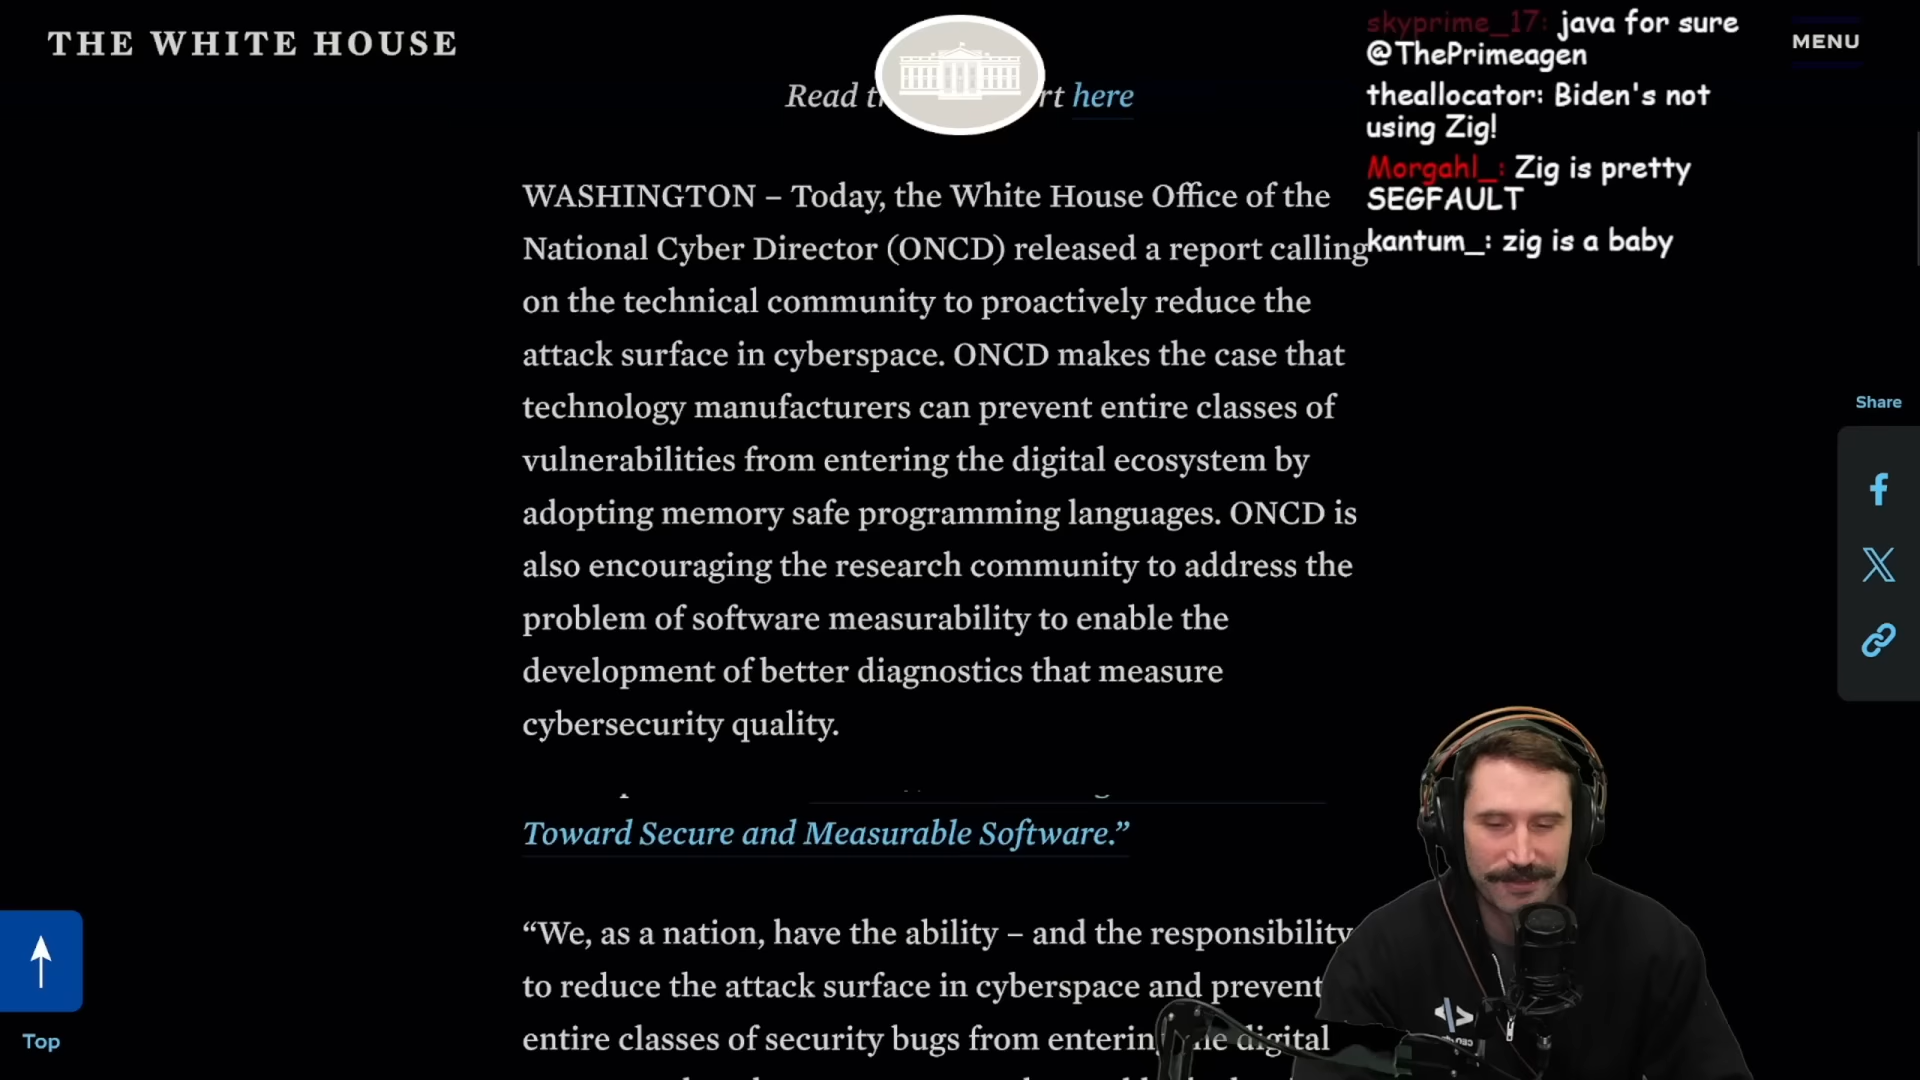 THE WHITE HOUSE
MENU
Read t rt here
skyprime_17: java for sure
@ThePrimeagen
theallocator: Biden's not
using Zig!
Morgahl_: Zig is pretty
SEGFAULT
kantum_: zig is a baby
WASHINGTON – Today, the White House Office of the
National Cyber Director (ONCD) released a report calling
on the technical community to proactively reduce the
attack surface in cyberspace. ONCD makes the case that
technology manufacturers can prevent entire classes of
vulnerabilities from entering the digital ecosystem by
adopting memory safe programming languages. ONCD is
also encouraging the research community to address the
problem of software measurability to enable the
development of better diagnostics that measure
cybersecurity quality.
Toward Secure and Measurable Software.”
“We, as a nation, have the ability – and the responsibility
to reduce the attack surface in cyberspace and prevent
entire classes of security bugs from entering digital
Share
Top